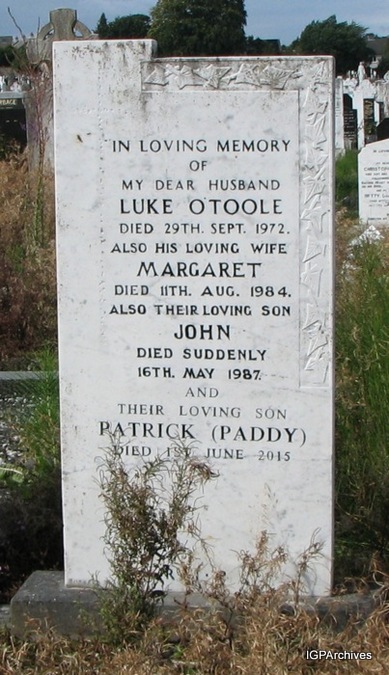 IN LOVING MEMORY
OF
MY DEAR HUSBAND
LUKE O'TOOLE
DIED 29TH. SEPT. 1972.
ALSO HIS LOVING WIFE
MARGARET
DIED 11TH. AUG. 1984.
ALSO THEIR LOVING SON
JOHN
DIED SUDDENLY
16TH. MAY 1987.
AND
THEIR LOVING SON
PATRICK (PADDY)
DIED 1ST JUNE 2015
IGPArchives